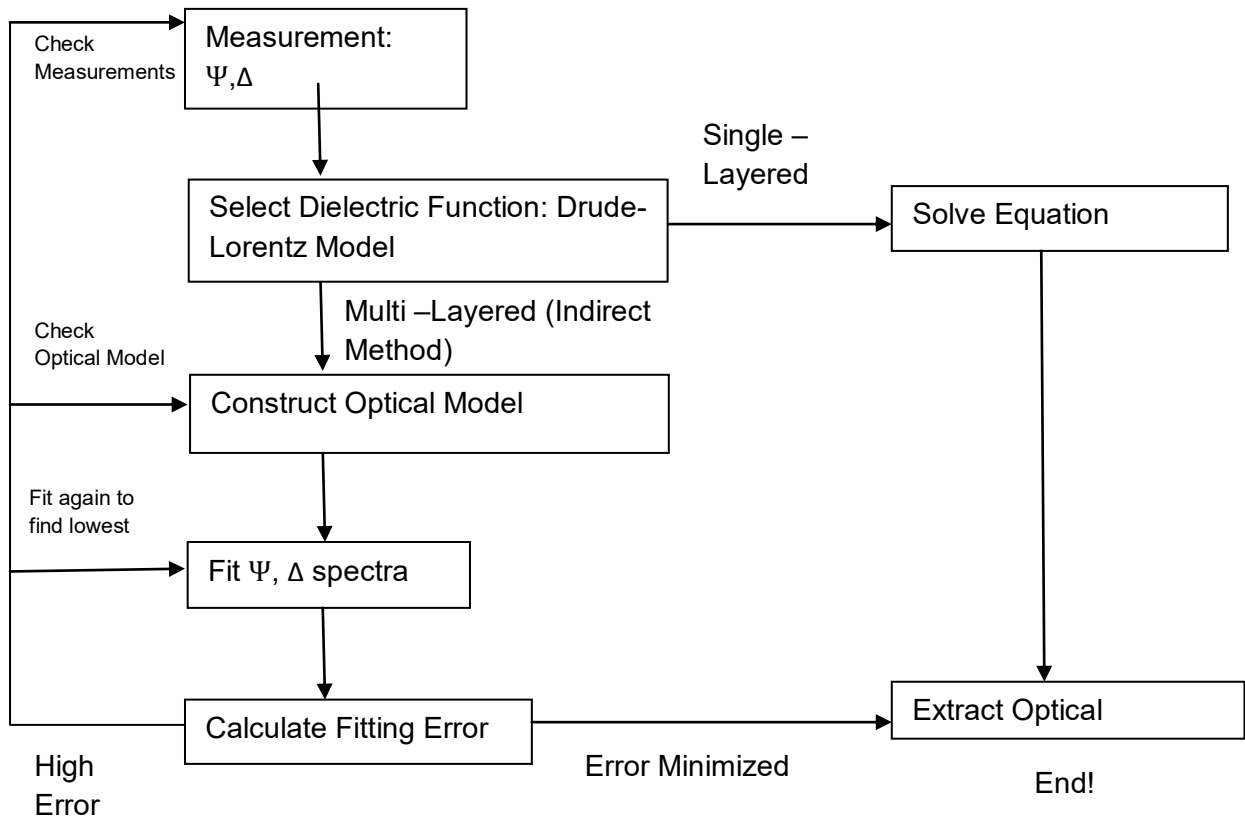 Check
Measurements
Measurement:
Ψ,Δ
Single –
Layered
Select Dielectric Function: Drude-
Lorentz Model
Solve Equation
Multi –Layered (Indirect
Method)
Check
Optical Model
Construct Optical Model
Fit again to
find lowest
Fit Ψ, Δ spectra
Calculate Fitting Error
Extract Optical
High
Error
Error Minimized
End!